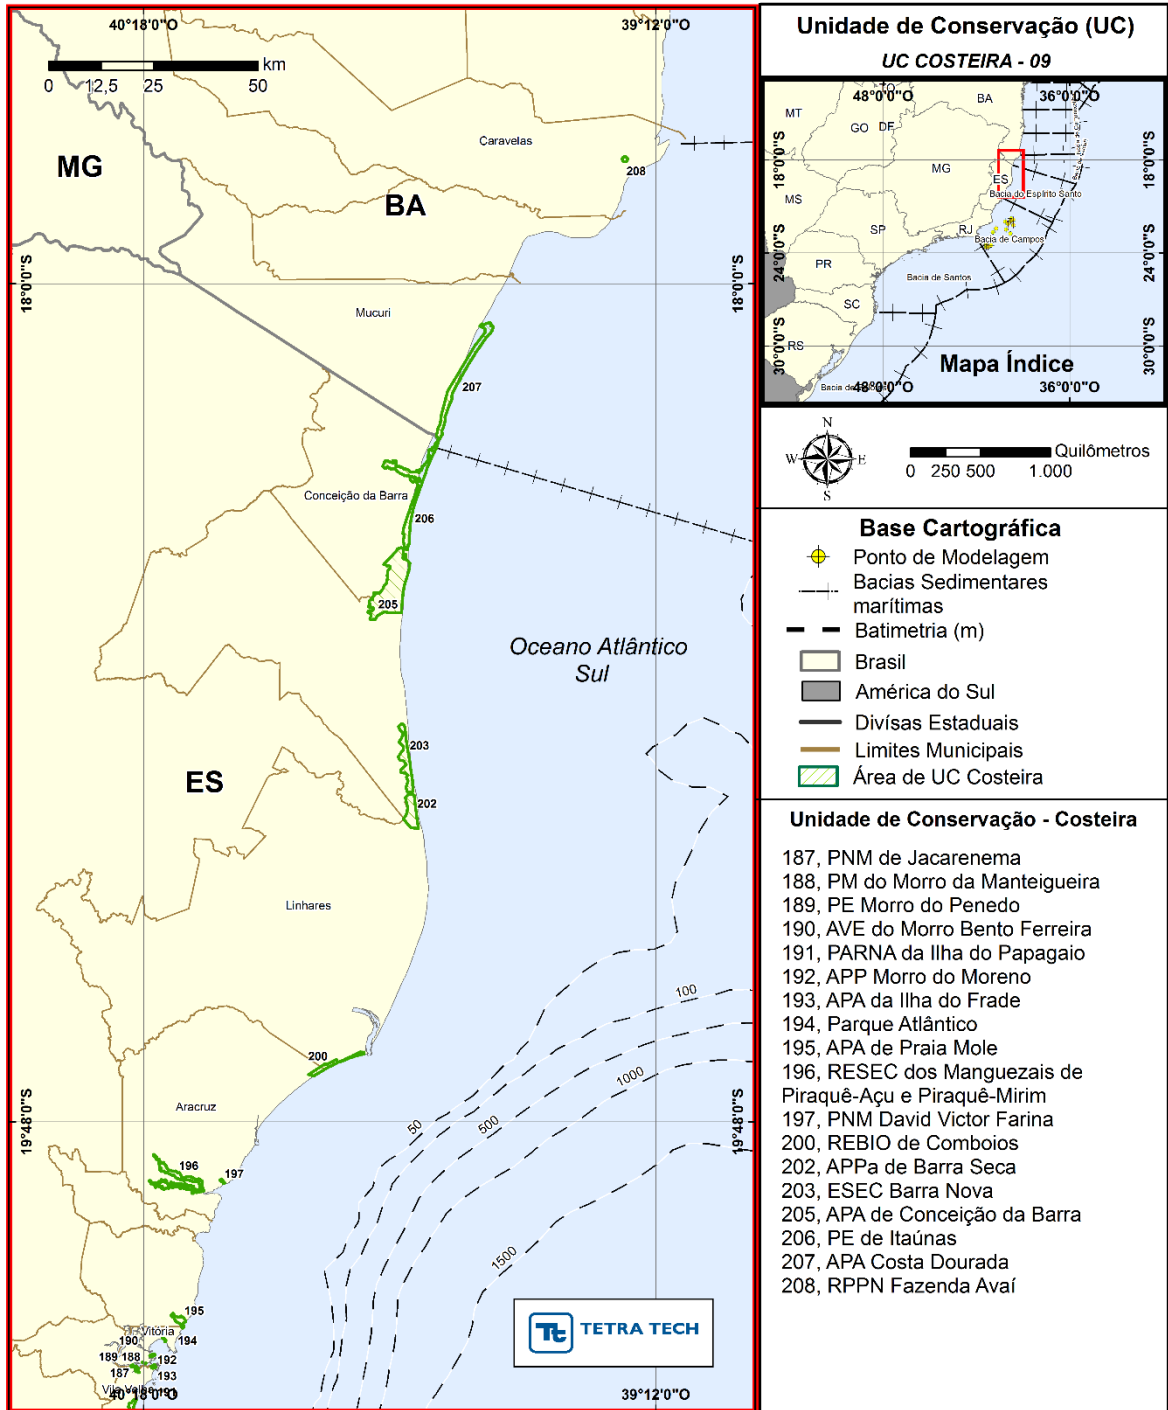 40°18'0"O
39°12'0"O
km
0 12,5 25 50
MG
BA
Caravelas
208
18°0'0"S
18°0'0"S
Mucuri
207
Conceição da Barra
206
205
Oceano Atlântico
Sul
203
ES
202
Linhares
100
200
1000
50
500
Aracruz
19°48'0"S
19°48'0"S
196
197
1500
195
Vitória
190
194
189 188
192
187
193
Vila Velha
191
40°18'0"O
39°12'0"O
TETRA TECH
Unidade de Conservação (UC)
UC COSTEIRA - 09
48°0'0"O
36°0'0"O
MT
GO
DF
BA
18°0'0"S
18°0'0"S
MG
ES
Bacia do Espírito Santo
MS
SP
RJ
Bacia de Campos
24°0'0"S
24°0'0"S
PR
Bacia de Santos
SC
30°0'0"S
30°0'0"S
RS
Mapa Índice
48°0'0"O
36°0'0"O
N
W E
S
Quilômetros
0 250 500 1.000
Base Cartográfica
Ponto de Modelagem
Bacias Sedimentares
marítimas
Batimetria (m)
Brasil
América do Sul
Divísas Estaduais
Limites Municipais
Área de UC Costeira
Unidade de Conservação - Costeira
187, PNM de Jacarenema
188, PM do Morro da Manteigueira
189, PE Morro do Penedo
190, AVE do Morro Bento Ferreira
191, PARNA da Ilha do Papagaio
192, APP Morro do Moreno
193, APA da Ilha do Frade
194, Parque Atlântico
195, APA de Praia Mole
196, RESEC dos Manguezais de
Piraquê-Açu e Piraquê-Mirim
197, PNM David Victor Farina
200, REBIO de Comboios
202, APPa de Barra Seca
203, ESEC Barra Nova
205, APA de Conceição da Barra
206, PE de Itaúnas
207, APA Costa Dourada
208, RPPN Fazenda Avaí